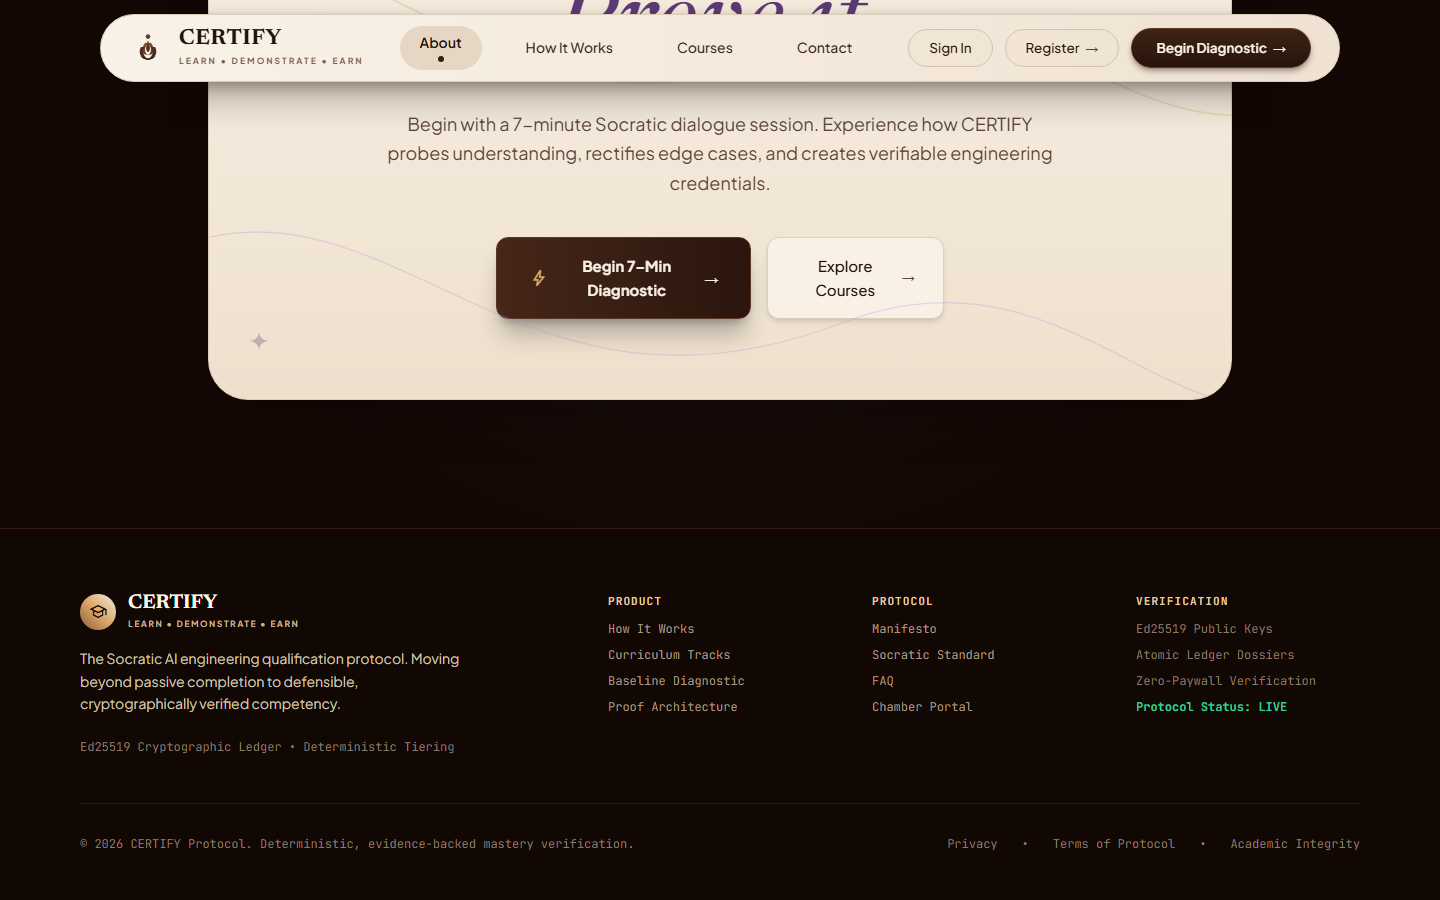 Prove it
CERTIFY
LEARN • DEMONSTRATE • EARN
About
How It Works
Courses
Contact
Sign In
Register →
Begin Diagnostic →
Begin with a 7–minute Socratic dialogue session. Experience how CERTIFY
probes understanding, rectifies edge cases, and creates verifiable engineering
credentials.
Begin 7–Min
Diagnostic →
Explore
Courses →
CERTIFY
LEARN • DEMONSTRATE • EARN
The Socratic AI engineering qualification protocol. Moving
beyond passive completion to defensible,
cryptographically verified competency.
Ed25519 Cryptographic Ledger • Deterministic Tiering
PRODUCT
How It Works
Curriculum Tracks
Baseline Diagnostic
Proof Architecture
PROTOCOL
Manifesto
Socratic Standard
FAQ
Chamber Portal
VERIFICATION
Ed25519 Public Keys
Atomic Ledger Dossiers
Zero-Paywall Verification
Protocol Status: LIVE
© 2026 CERTIFY Protocol. Deterministic, evidence-backed mastery verification.
Privacy • Terms of Protocol • Academic Integrity